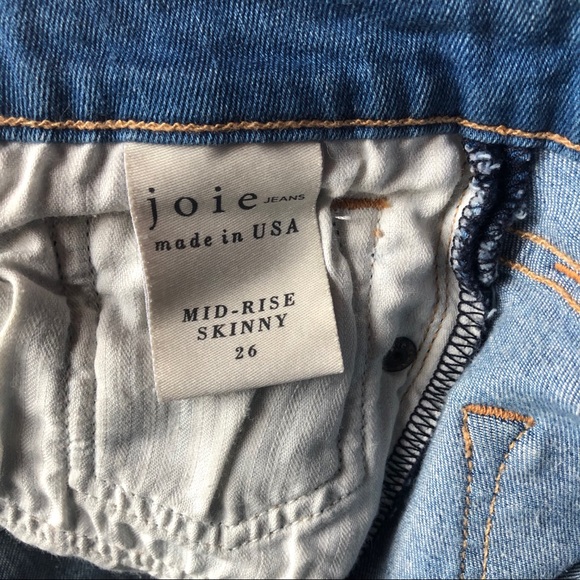 joie JEANS
made in USA
MID-RISE
SKINNY
26